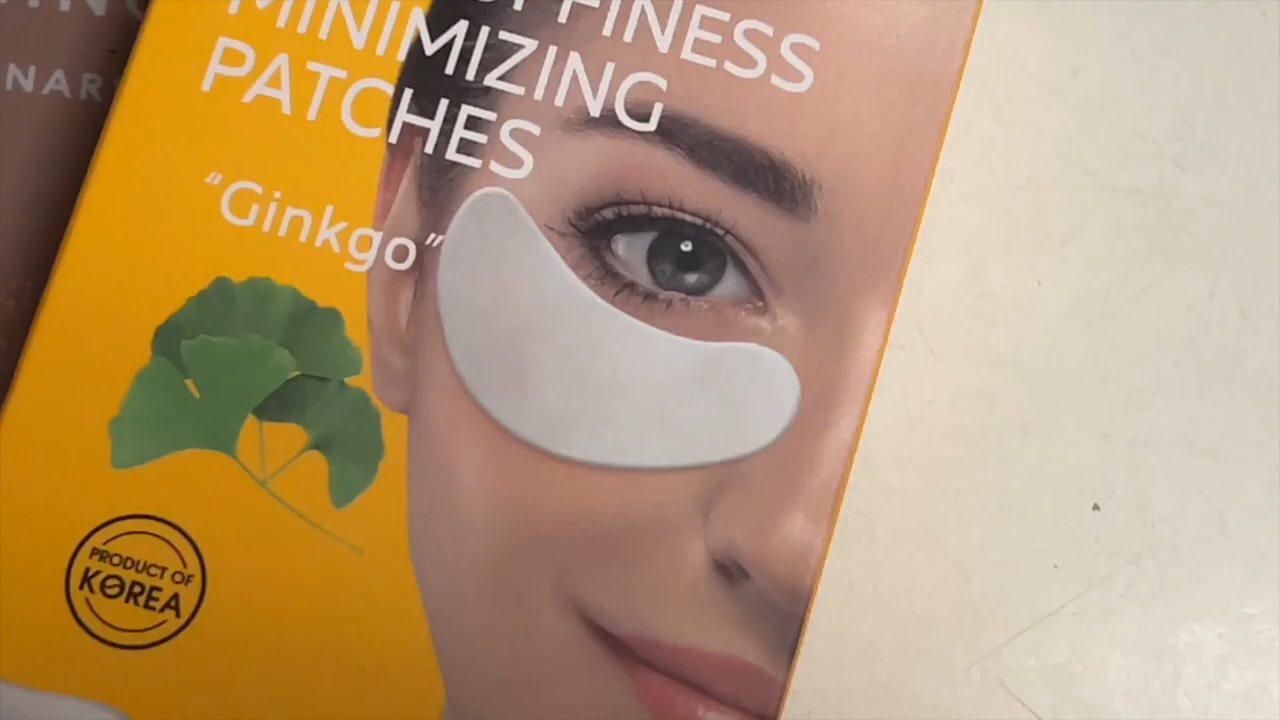 MINIMIZING
PATCHES
"Ginkgo"
PRODUCT OF
KOREA